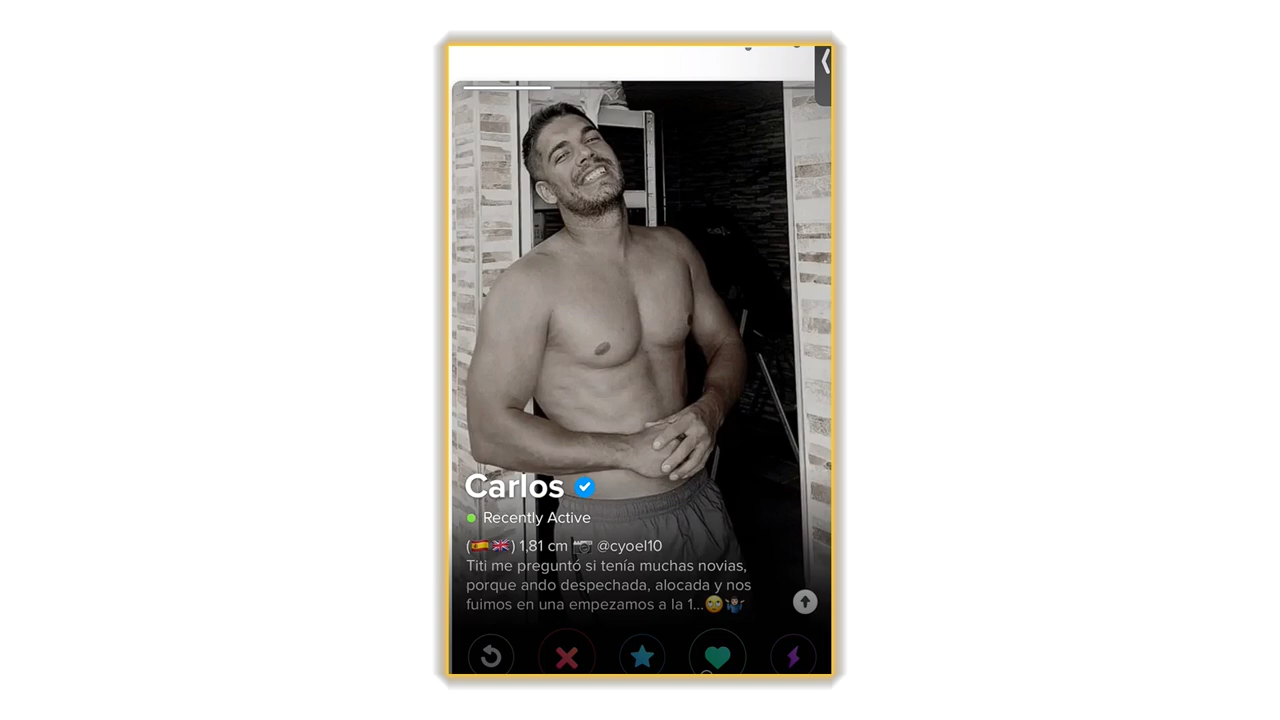 Carlos
Recently Active
(🇪🇸🇬🇧) 1,81 cm 📸 @cyoel10
Titi me preguntó si tenía muchas novias,
porque ando despechada, alocada y nos
fuimos en una empezamos a la 1...🙄🤷🏻‍♂️